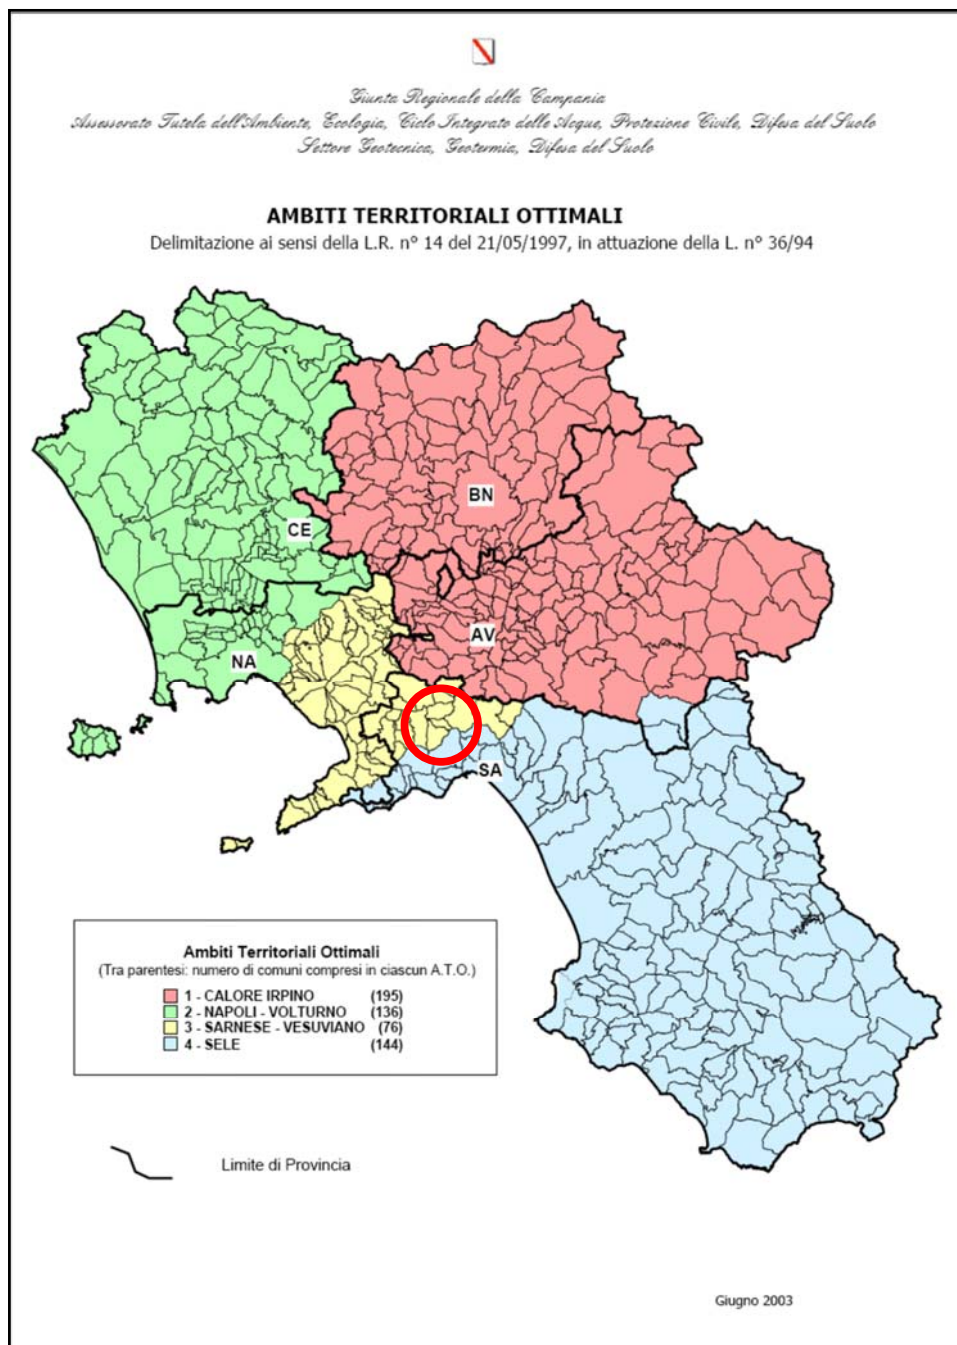 Giunta Regionale della Campania
Assessorato Tutela dell'Ambiente, Ecologia, Ciclo Integrato delle Acque, Protezione Civile, Difesa del Suolo
Settore Geotecnica, Geotermia, Difesa del Suolo
AMBITI TERRITORIALI OTTIMALI
Delimitazione ai sensi della L.R. n° 14 del 21/05/1997, in attuazione della L. n° 36/94
BN
CE
AV
NA
SA
Ambiti Territoriali Ottimali
(Tra parentesi: numero di comuni compresi in ciascun A.T.O.)
1 - CALORE IRPINO (195)
2 - NAPOLI - VOLTURNO (136)
3 - SARNESE - VESUVIANO (76)
4 - SELE (144)
Limite di Provincia
Giugno 2003